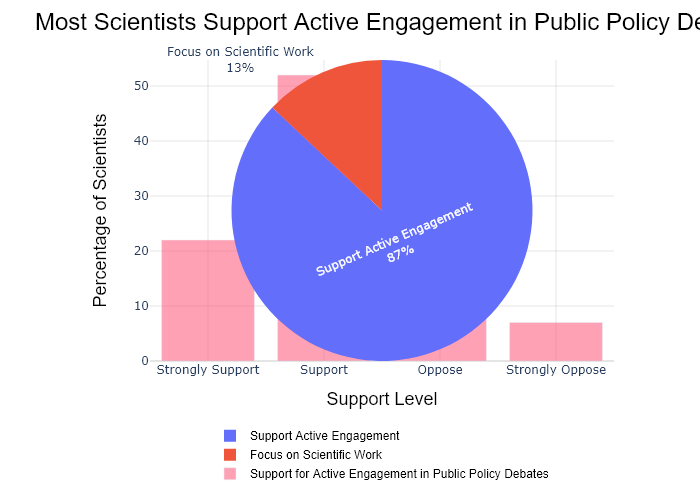 Most Scientists Support Active Engagement in Public Policy De
Focus on Scientific Work
13%
Support Active Engagement
87%
Percentage of Scientists
50
40
30
20
10
0
Strongly Support Support Oppose Strongly Oppose
Support Level
Support Active Engagement
Focus on Scientific Work
Support for Active Engagement in Public Policy Debates